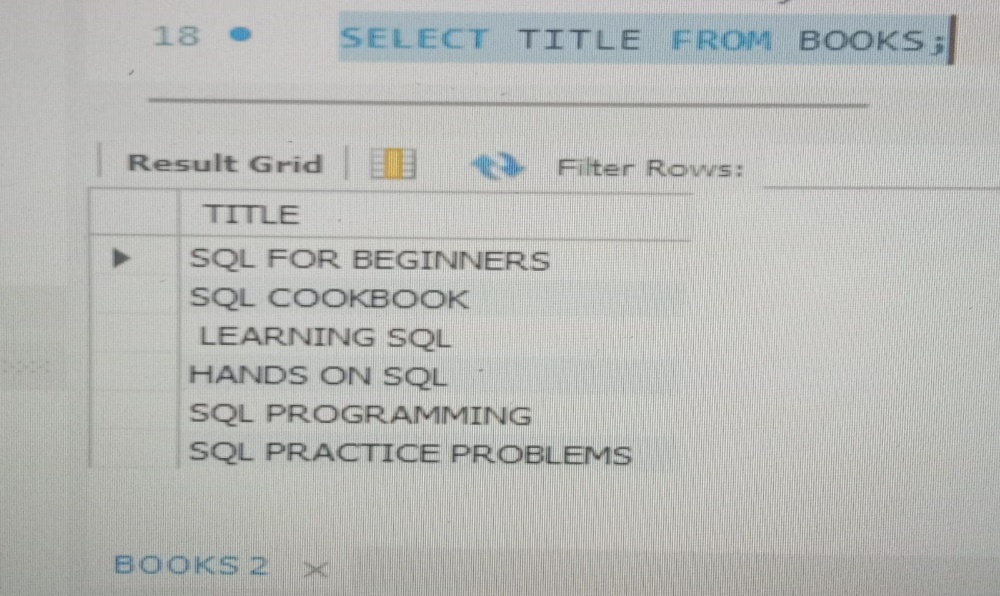 18 SELECT TITLE FROM BOOKS;
Result Grid Filter Rows:
TITLE
SQL FOR BEGINNERS
SQL COOKBOOK
LEARNING SQL
HANDS ON SQL
SQL PROGRAMMING
SQL PRACTICE PROBLEMS
BOOKS 2